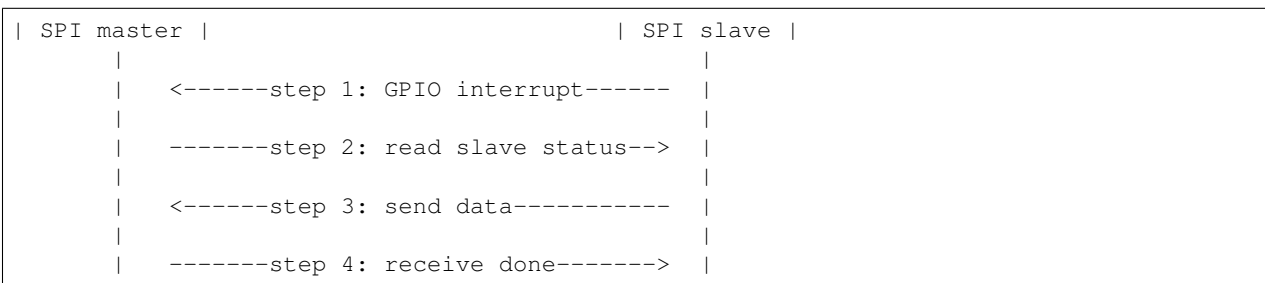 | SPI master |                                         | SPI slave |
       |                                                          |
       |   <------step 1: GPIO interrupt------   |
       |                                                          |
       |   -------step 2: read slave status-->   |
       |                                                          |
       |   <------step 3: send data-----------   |
       |                                                          |
       |   -------step 4: receive done------->   |